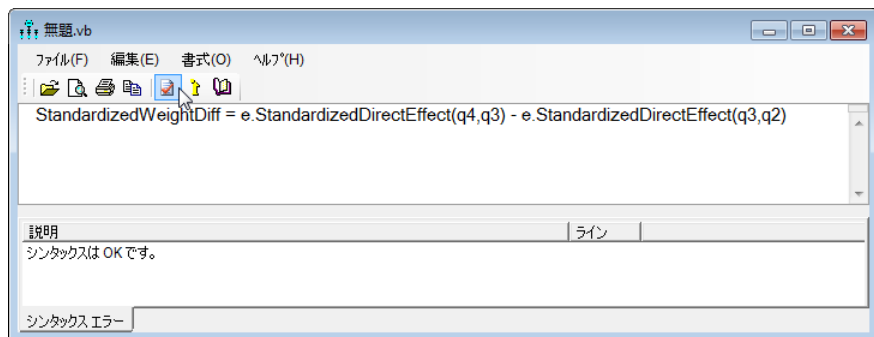 無題.vb
ファイル(F) 編集(E) 書式(O) ヘルプ(H)
StandardizedWeightDiff = e.StandardizedDirectEffect(q4,q3) - e.StandardizedDirectEffect(q3,q2)
説明 ライン
シンタックスは OK です。
シンタックス エラー